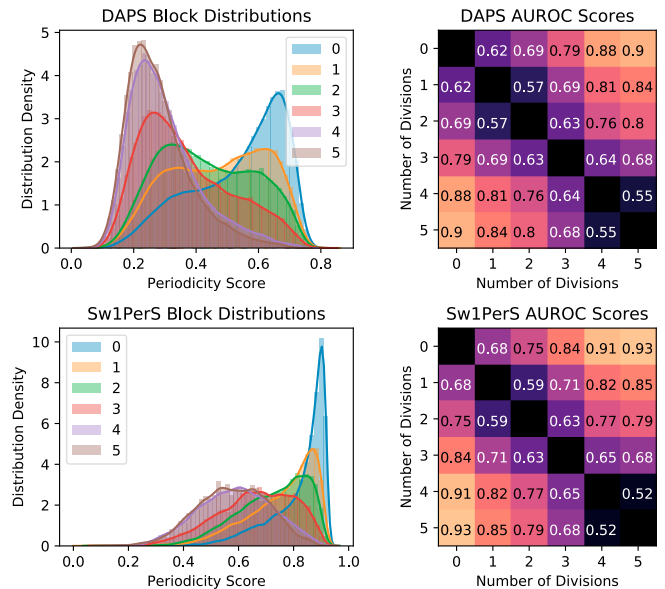 DAPS Block Distributions
5
4
3
2
1
0
Distribution Density
0.0 0.2 0.4 0.6 0.8
Periodicity Score
0
1
2
3
4
5
DAPS AUROC Scores
Number of Divisions
0 0.62 0.69 0.79 0.88 0.9
1 0.62 0.57 0.69 0.81 0.84
2 0.69 0.57 0.63 0.76 0.8
3 0.79 0.69 0.63 0.64 0.68
4 0.88 0.81 0.76 0.64 0.55
5 0.9 0.84 0.8 0.68 0.55
0 1 2 3 4 5
Number of Divisions
Sw1PerS Block Distributions
10
8
6
4
2
0
Distribution Density
0.0 0.2 0.4 0.6 0.8 1.0
Periodicity Score
0
1
2
3
4
5
Sw1PerS AUROC Scores
Number of Divisions
0 0.68 0.75 0.84 0.91 0.93
1 0.68 0.59 0.71 0.82 0.85
2 0.75 0.59 0.63 0.77 0.79
3 0.84 0.71 0.63 0.65 0.68
4 0.91 0.82 0.77 0.65 0.52
5 0.93 0.85 0.79 0.68 0.52
0 1 2 3 4 5
Number of Divisions